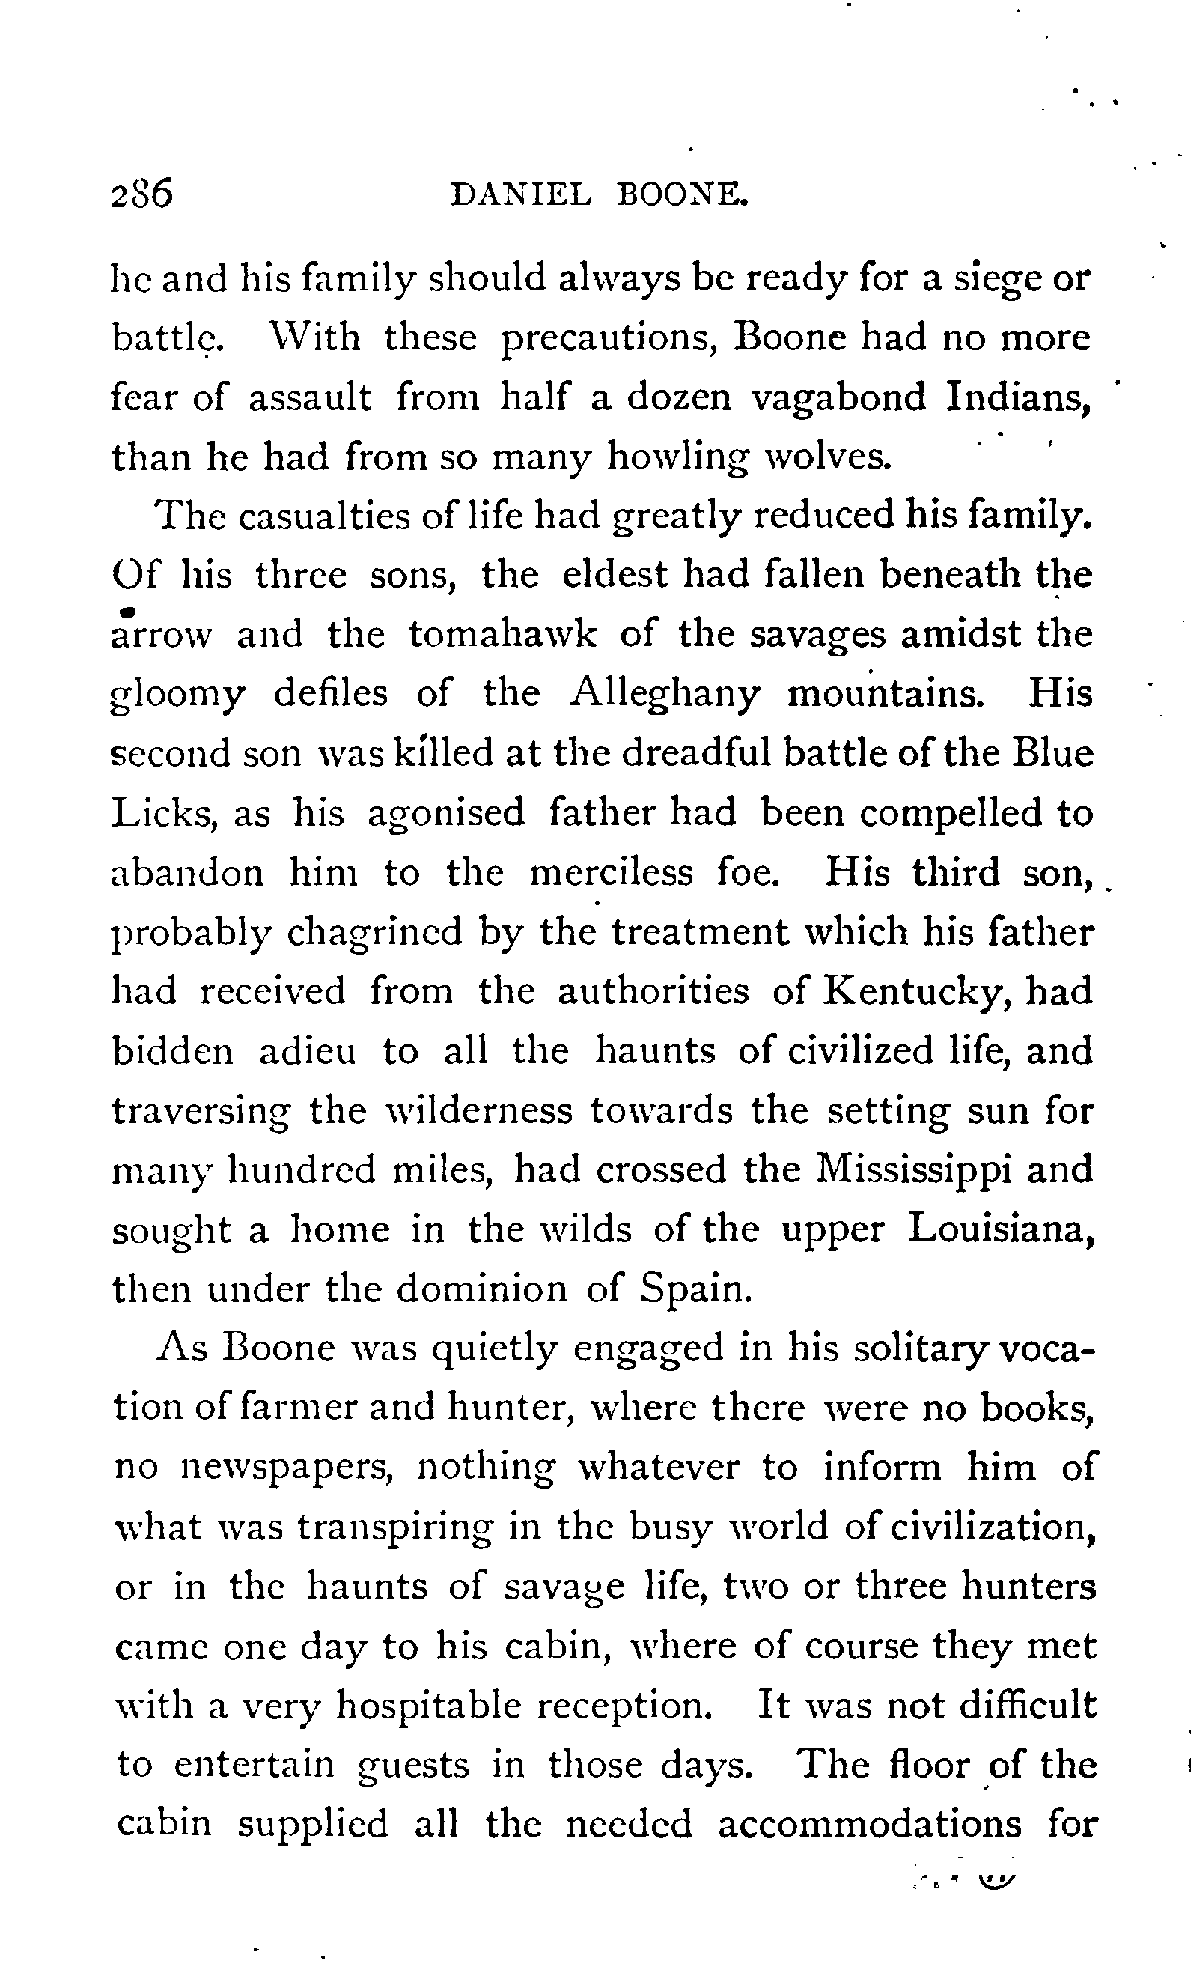 286 DANIEL BOONE.
he and his family should always be ready for a siege or
battle. With these precautions, Boone had no more
fear of assault from half a dozen vagabond Indians,
than he had from so many howling wolves.
The casualties of life had greatly reduced his family.
Of his three sons, the eldest had fallen beneath the
arrow and the tomahawk of the savages amidst the
gloomy defiles of the Alleghany mountains. His
second son was killed at the dreadful battle of the Blue
Licks, as his agonised father had been compelled to
abandon him to the merciless foe. His third son,
probably chagrined by the treatment which his father
had received from the authorities of Kentucky, had
bidden adieu to all the haunts of civilized life, and
traversing the wilderness towards the setting sun for
many hundred miles, had crossed the Mississippi and
sought a home in the wilds of the upper Louisiana,
then under the dominion of Spain.
As Boone was quietly engaged in his solitary voca-
tion of farmer and hunter, where there were no books,
no newspapers, nothing whatever to inform him of
what was transpiring in the busy world of civilization,
or in the haunts of savage life, two or three hunters
came one day to his cabin, where of course they met
with a very hospitable reception. It was not difficult
to entertain guests in those days. The floor of the
cabin supplied all the needed accommodations for